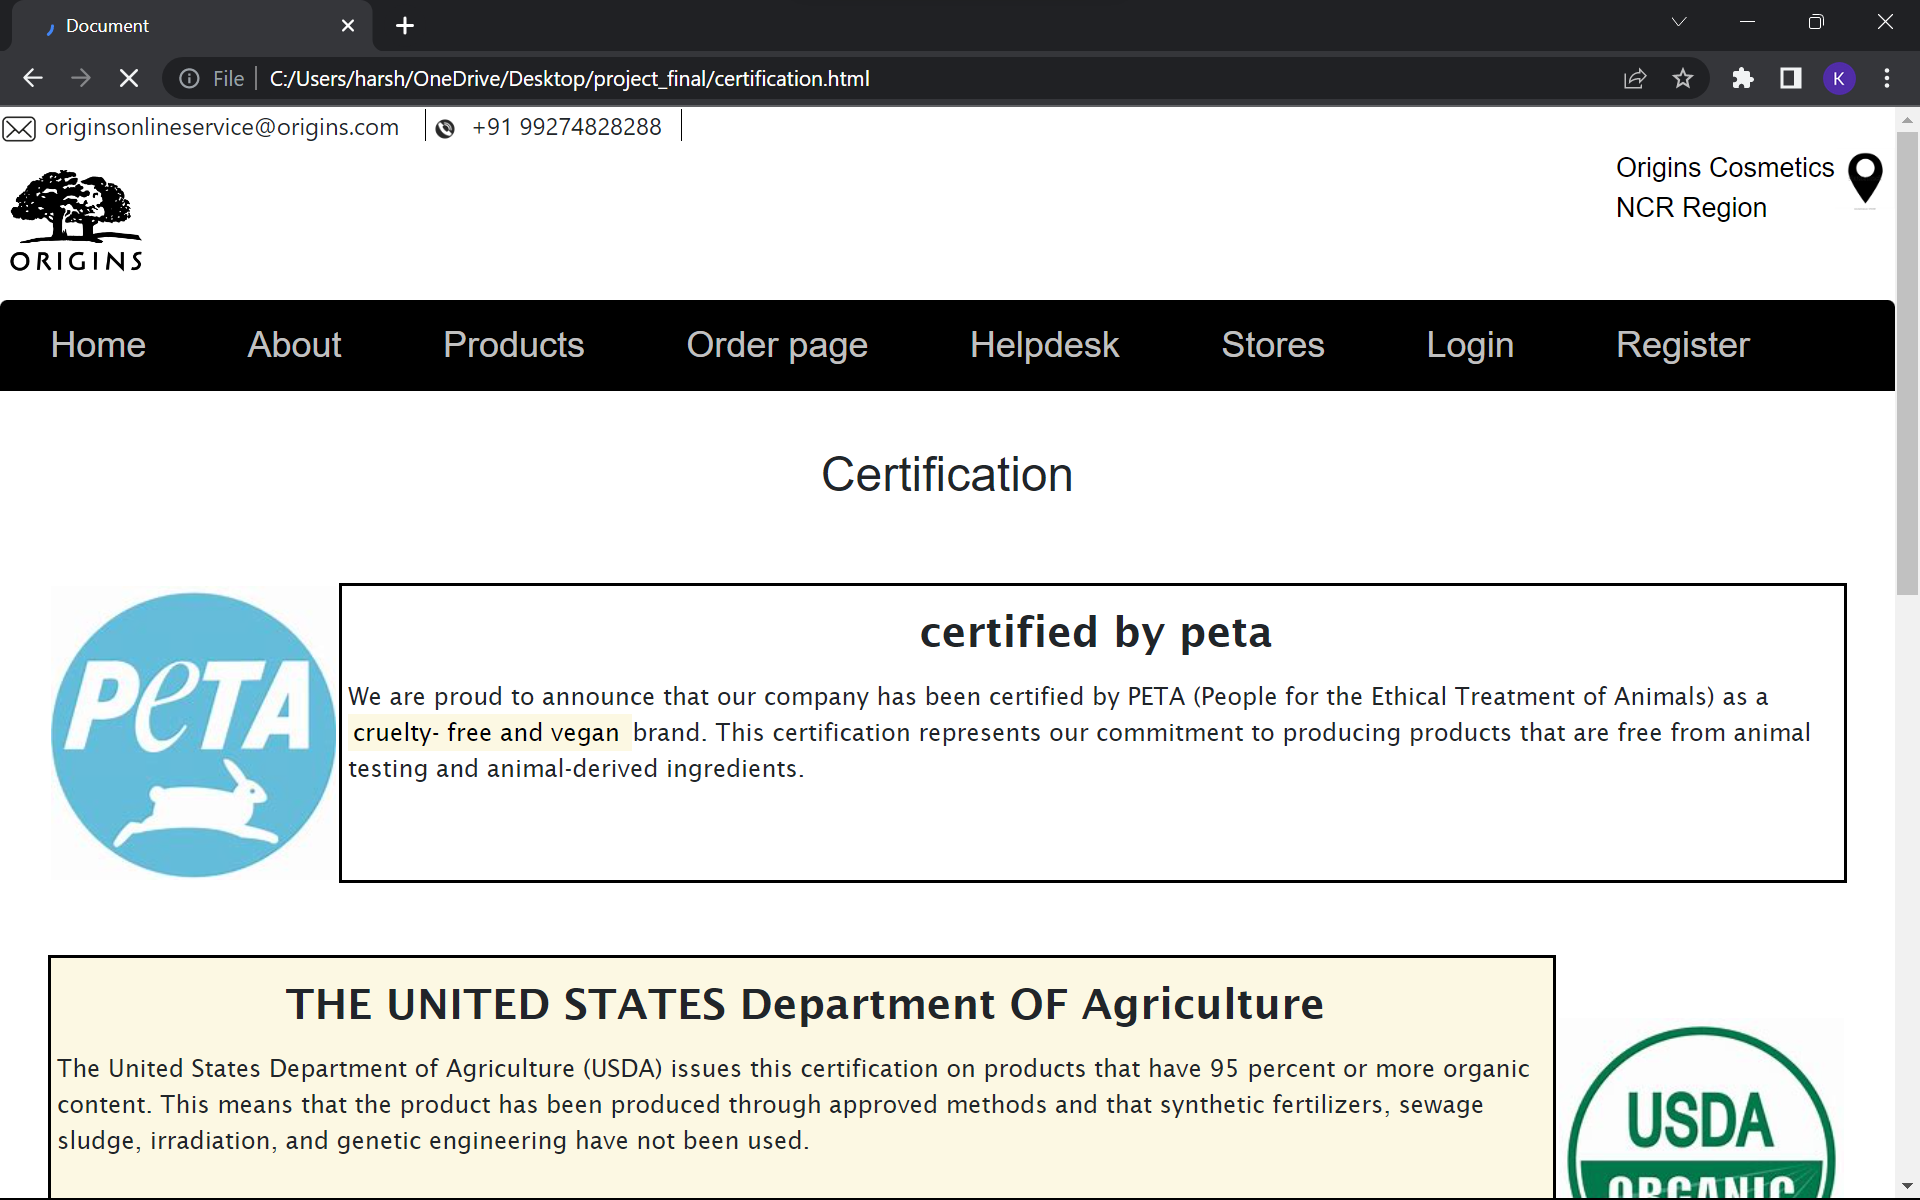 Document
File
C:/Users/harsh/OneDrive/Desktop/project_final/certification.html
K
originsonlineservice@origins.com
+91 99274828288
Origins Cosmetics
NCR Region
ORIGINS
Home About Products Order page Helpdesk Stores Login Register
Certification
PeTA
certified by peta
We are proud to announce that our company has been certified by PETA (People for the Ethical Treatment of Animals) as a
cruelty- free and vegan brand. This certification represents our commitment to producing products that are free from animal
testing and animal-derived ingredients.
THE UNITED STATES Department OF Agriculture
The United States Department of Agriculture (USDA) issues this certification on products that have 95 percent or more organic
content. This means that the product has been produced through approved methods and that synthetic fertilizers, sewage
sludge, irradiation, and genetic engineering have not been used.
USDA
ORGANIC